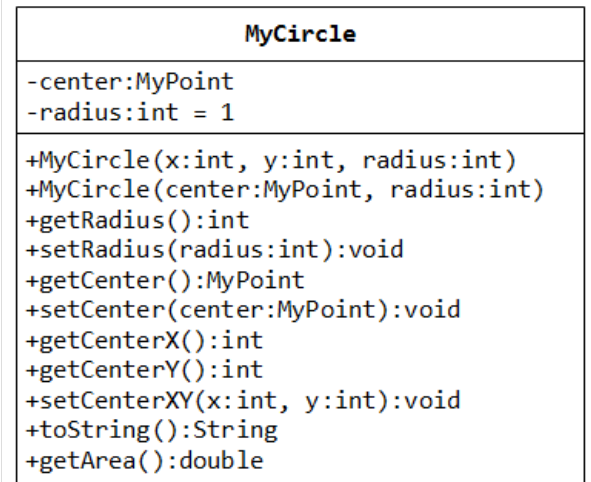 MyCircle
-center:MyPoint
-radius:int = 1
+MyCircle(x:int, y:int, radius:int)
+MyCircle(center:MyPoint, radius:int)
+getRadius():int
+setRadius(radius:int):void
+getCenter():MyPoint
+setCenter(center:MyPoint):void
+getCenterX():int
+getCenterY():int
+setCenterXY(x:int, y:int):void
+toString():String
+getArea():double